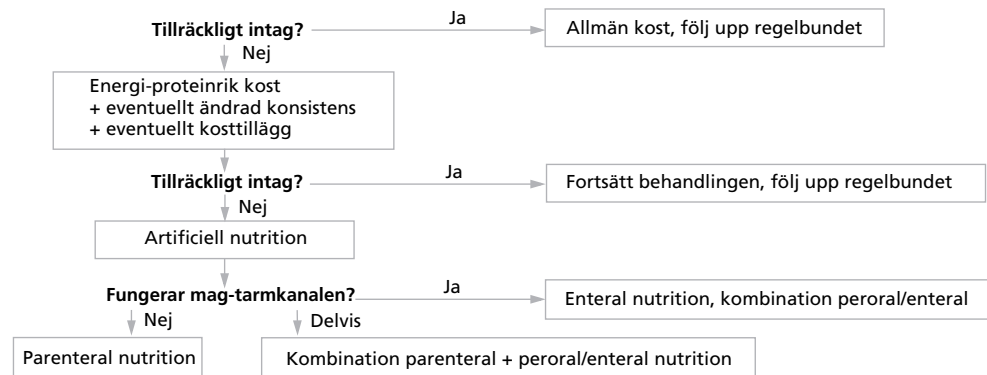 Tillräckligt intag?
Ja
Allmän kost, följ upp regelbundet
Nej
Energi-proteinrik kost
+ eventuellt ändrad konsistens
+ eventuellt kosttillägg
Tillräckligt intag?
Ja
Fortsätt behandlingen, följ upp regelbundet
Nej
Artificiell nutrition
Fungerar mag-tarmkanalen?
Ja
Enteral nutrition, kombination peroral/enteral
Nej
Delvis
Parenteral nutrition
Kombination parenteral + peroral/enteral nutrition